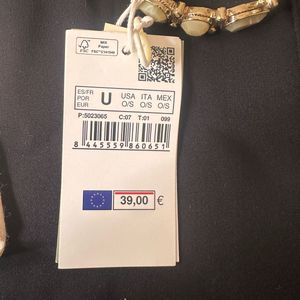 FSC
MIX
Paper
ES/FR
P/POR
EUR
U
USA ITA MEX
O/S O/S O/S
P:5023065 C:07 T:01 099
8 445559 860651
39,00 €